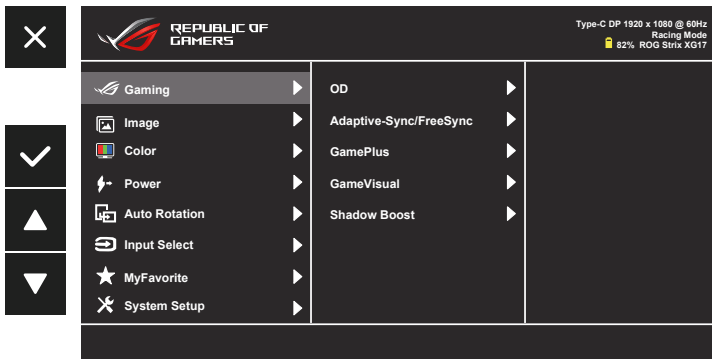 REPUBLIC OF
GAMERS
Type-C DP 1920 x 1080 @ 60Hz
Racing Mode
82% ROG Strix XG17
Gaming
Image
Color
Power
Auto Rotation
Input Select
MyFavorite
System Setup
OD
Adaptive-Sync/FreeSync
GamePlus
GameVisual
Shadow Boost